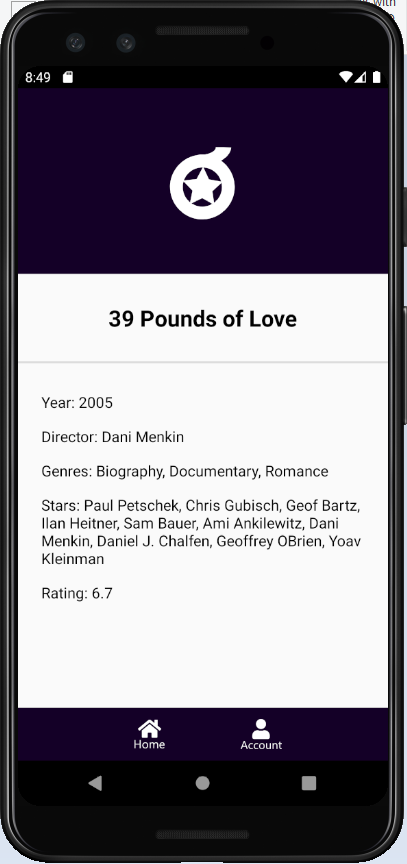 with
8:49
39 Pounds of Love
Year: 2005
Director: Dani Menkin
Genres: Biography, Documentary, Romance
Stars: Paul Petschek, Chris Gubisch, Geof Bartz,
Ilan Heitner, Sam Bauer, Ami Ankilewitz, Dani
Menkin, Daniel J. Chalfen, Geoffrey OBrien, Yoav
Kleinman
Rating: 6.7
Home
Account